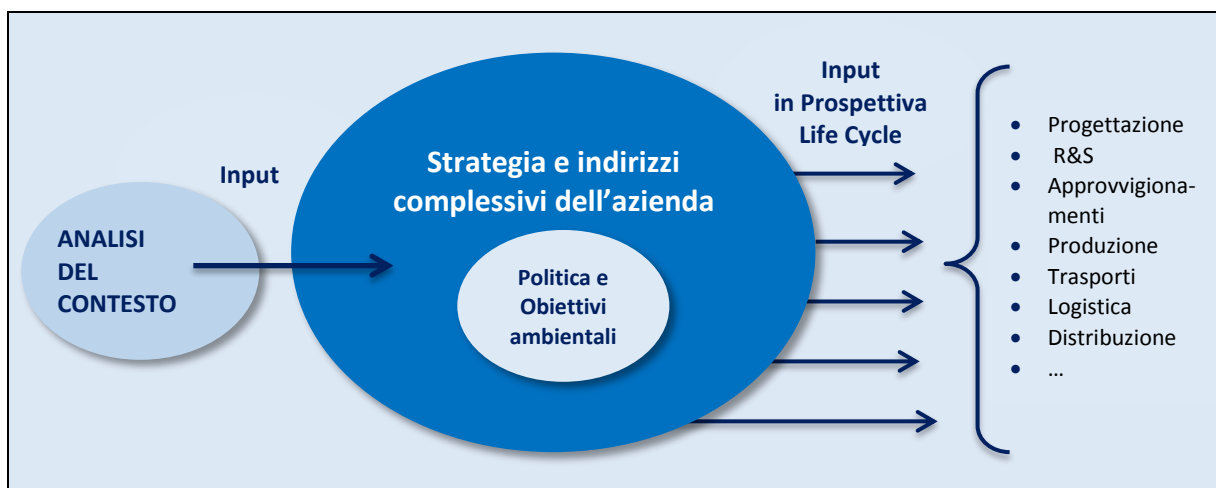 ANALISI
DEL
CONTESTO
Input
Strategia e indirizzi
complessivi dell’azienda
Politica e
Obiettivi
ambientali
Input
in Prospettiva
Life Cycle
• Progettazione
• R&S
• Approvvigiona-
menti
• Produzione
• Trasporti
• Logistica
• Distribuzione
• …